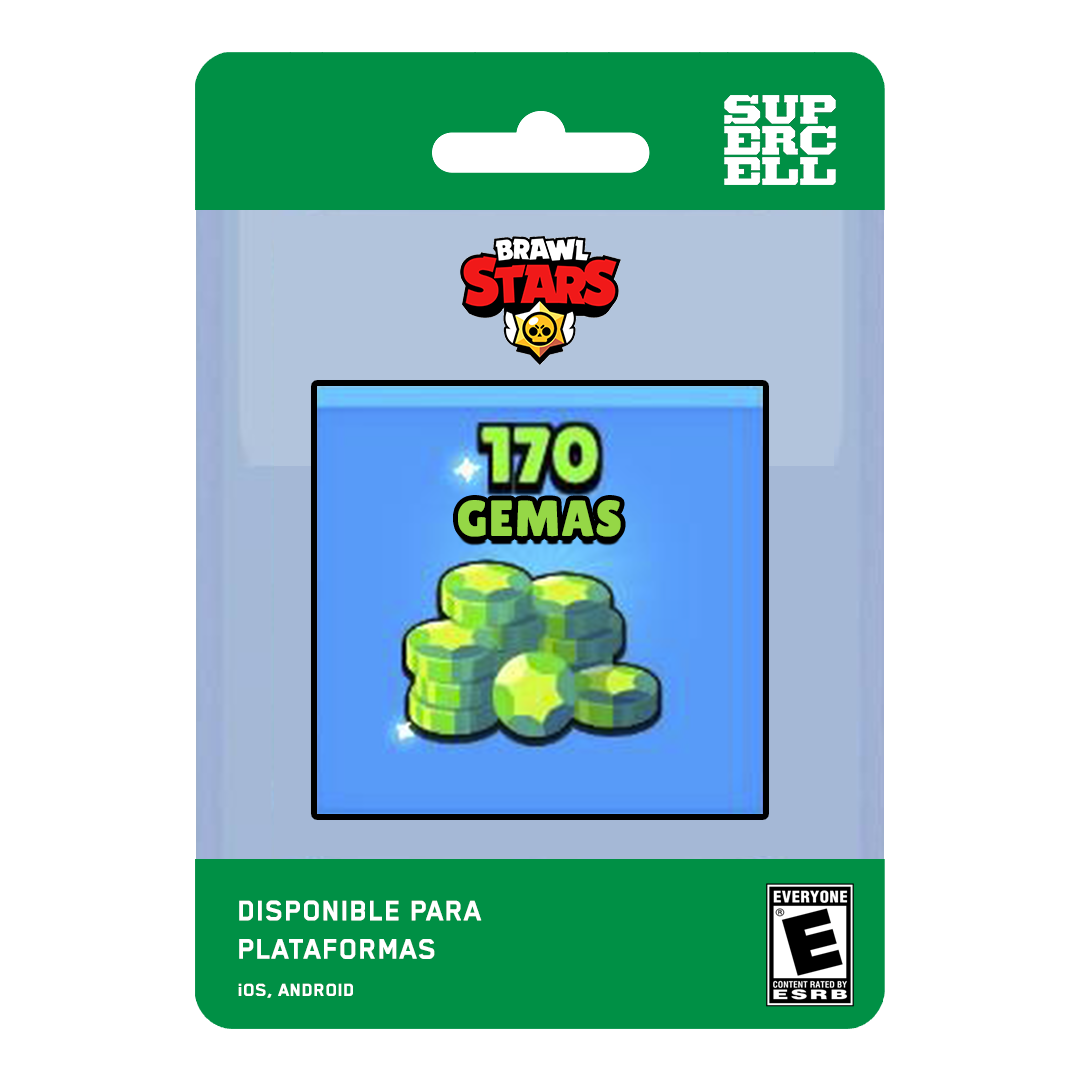 SUP
ERC
ELL
BRAWL
STARS
170
GEMAS
DISPONIBLE PARA
PLATAFORMAS
iOS, ANDROID
EVERYONE
®
E
CONTENT RATED BY
ESRB